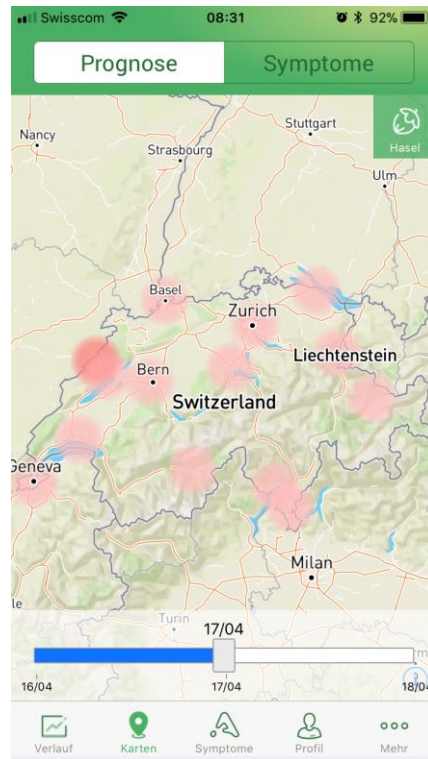 Swisscom 08:31 92%
Prognose Symptome
Hasel
Nancy
Stuttgart
Strasbourg
Ulm
Basel
Zurich
Liechtenstein
Bern
Switzerland
Geneva
Milan
Turin
17/04
16/04 17/04 18/04
Verlauf Karten Symptome Profil Mehr